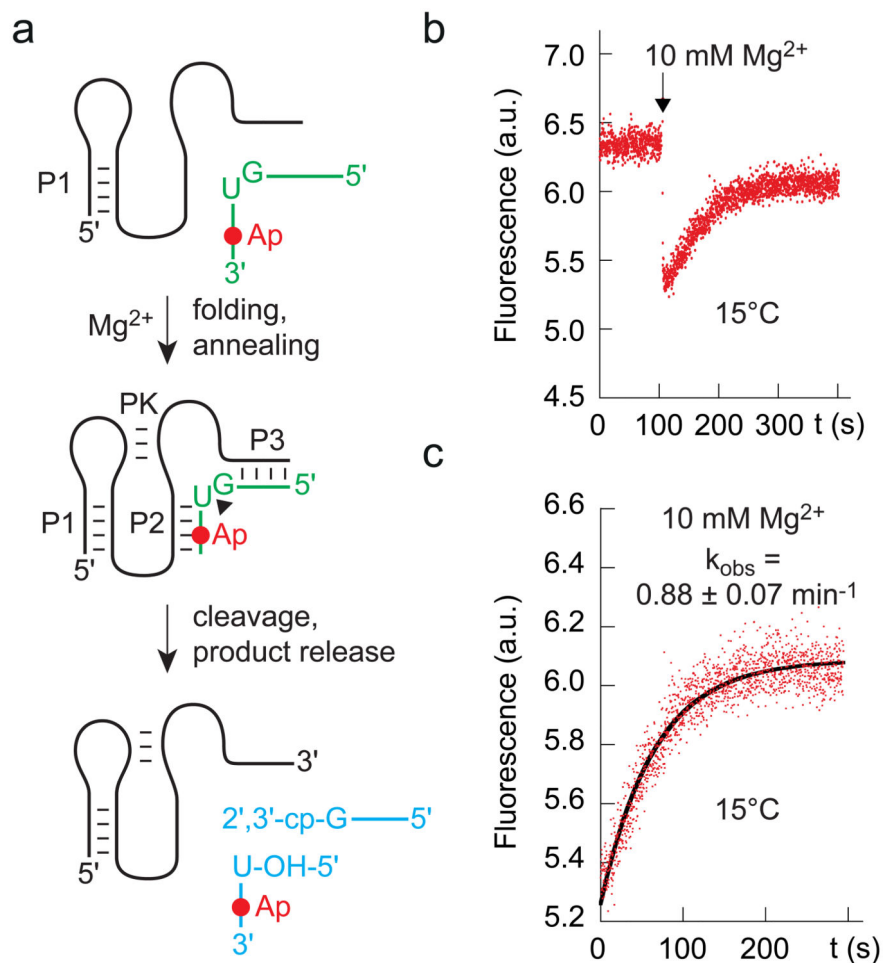 a
P1
5'
U
G
5'
Ap
3'
Mg2+
folding,
annealing
PK
P3
U
G
5'
P1
P2
Ap
5'
cleavage,
product release
3'
5'
2',3'-cp-G
5'
U-OH-5'
Ap
3'
b
10 mM Mg2+
Fluorescence (a.u.)
7.0
6.5
6.0
5.5
5.0
4.5
15°C
0 100 200 300 t (s)
c
10 mM Mg2+
kobs =
0.88 ± 0.07 min-1
Fluorescence (a.u.)
6.6
6.4
6.2
6.0
5.8
5.6
5.4
5.2
15°C
0 100 200 t (s)